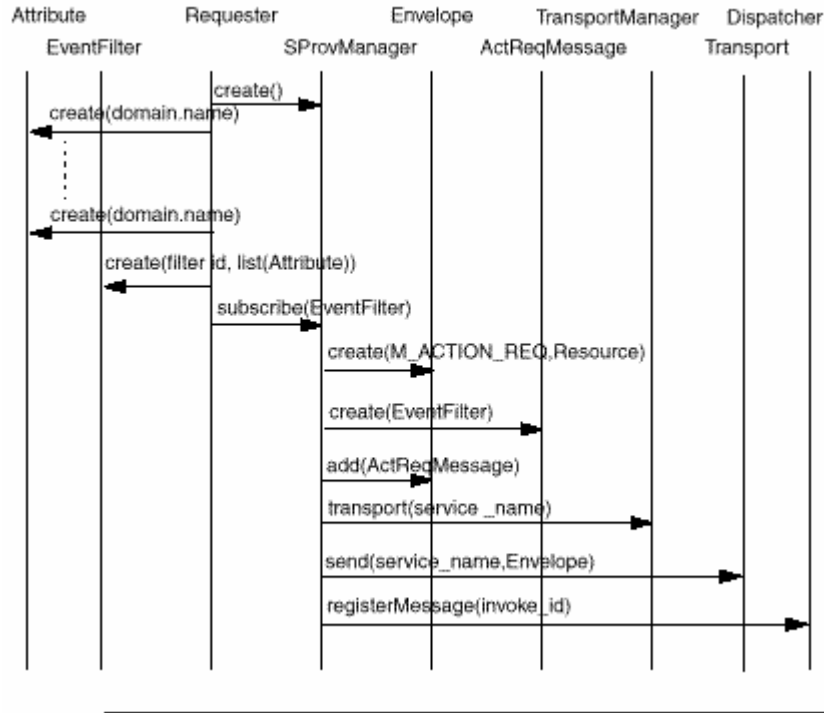 Attribute Requester Envelope TransportManager Dispatcher
EventFilter SProvManager ActReqMessage Transport
create()
create(domain.name)
create(domain.name)
create(filter id, list(Attribute))
subscribe(EventFilter)
create(M_ACTION_REQ,Resource)
create(EventFilter)
add(ActReqMessage)
transport(service _name)
send(service_name,Envelope)
registerMessage(invoke_id)